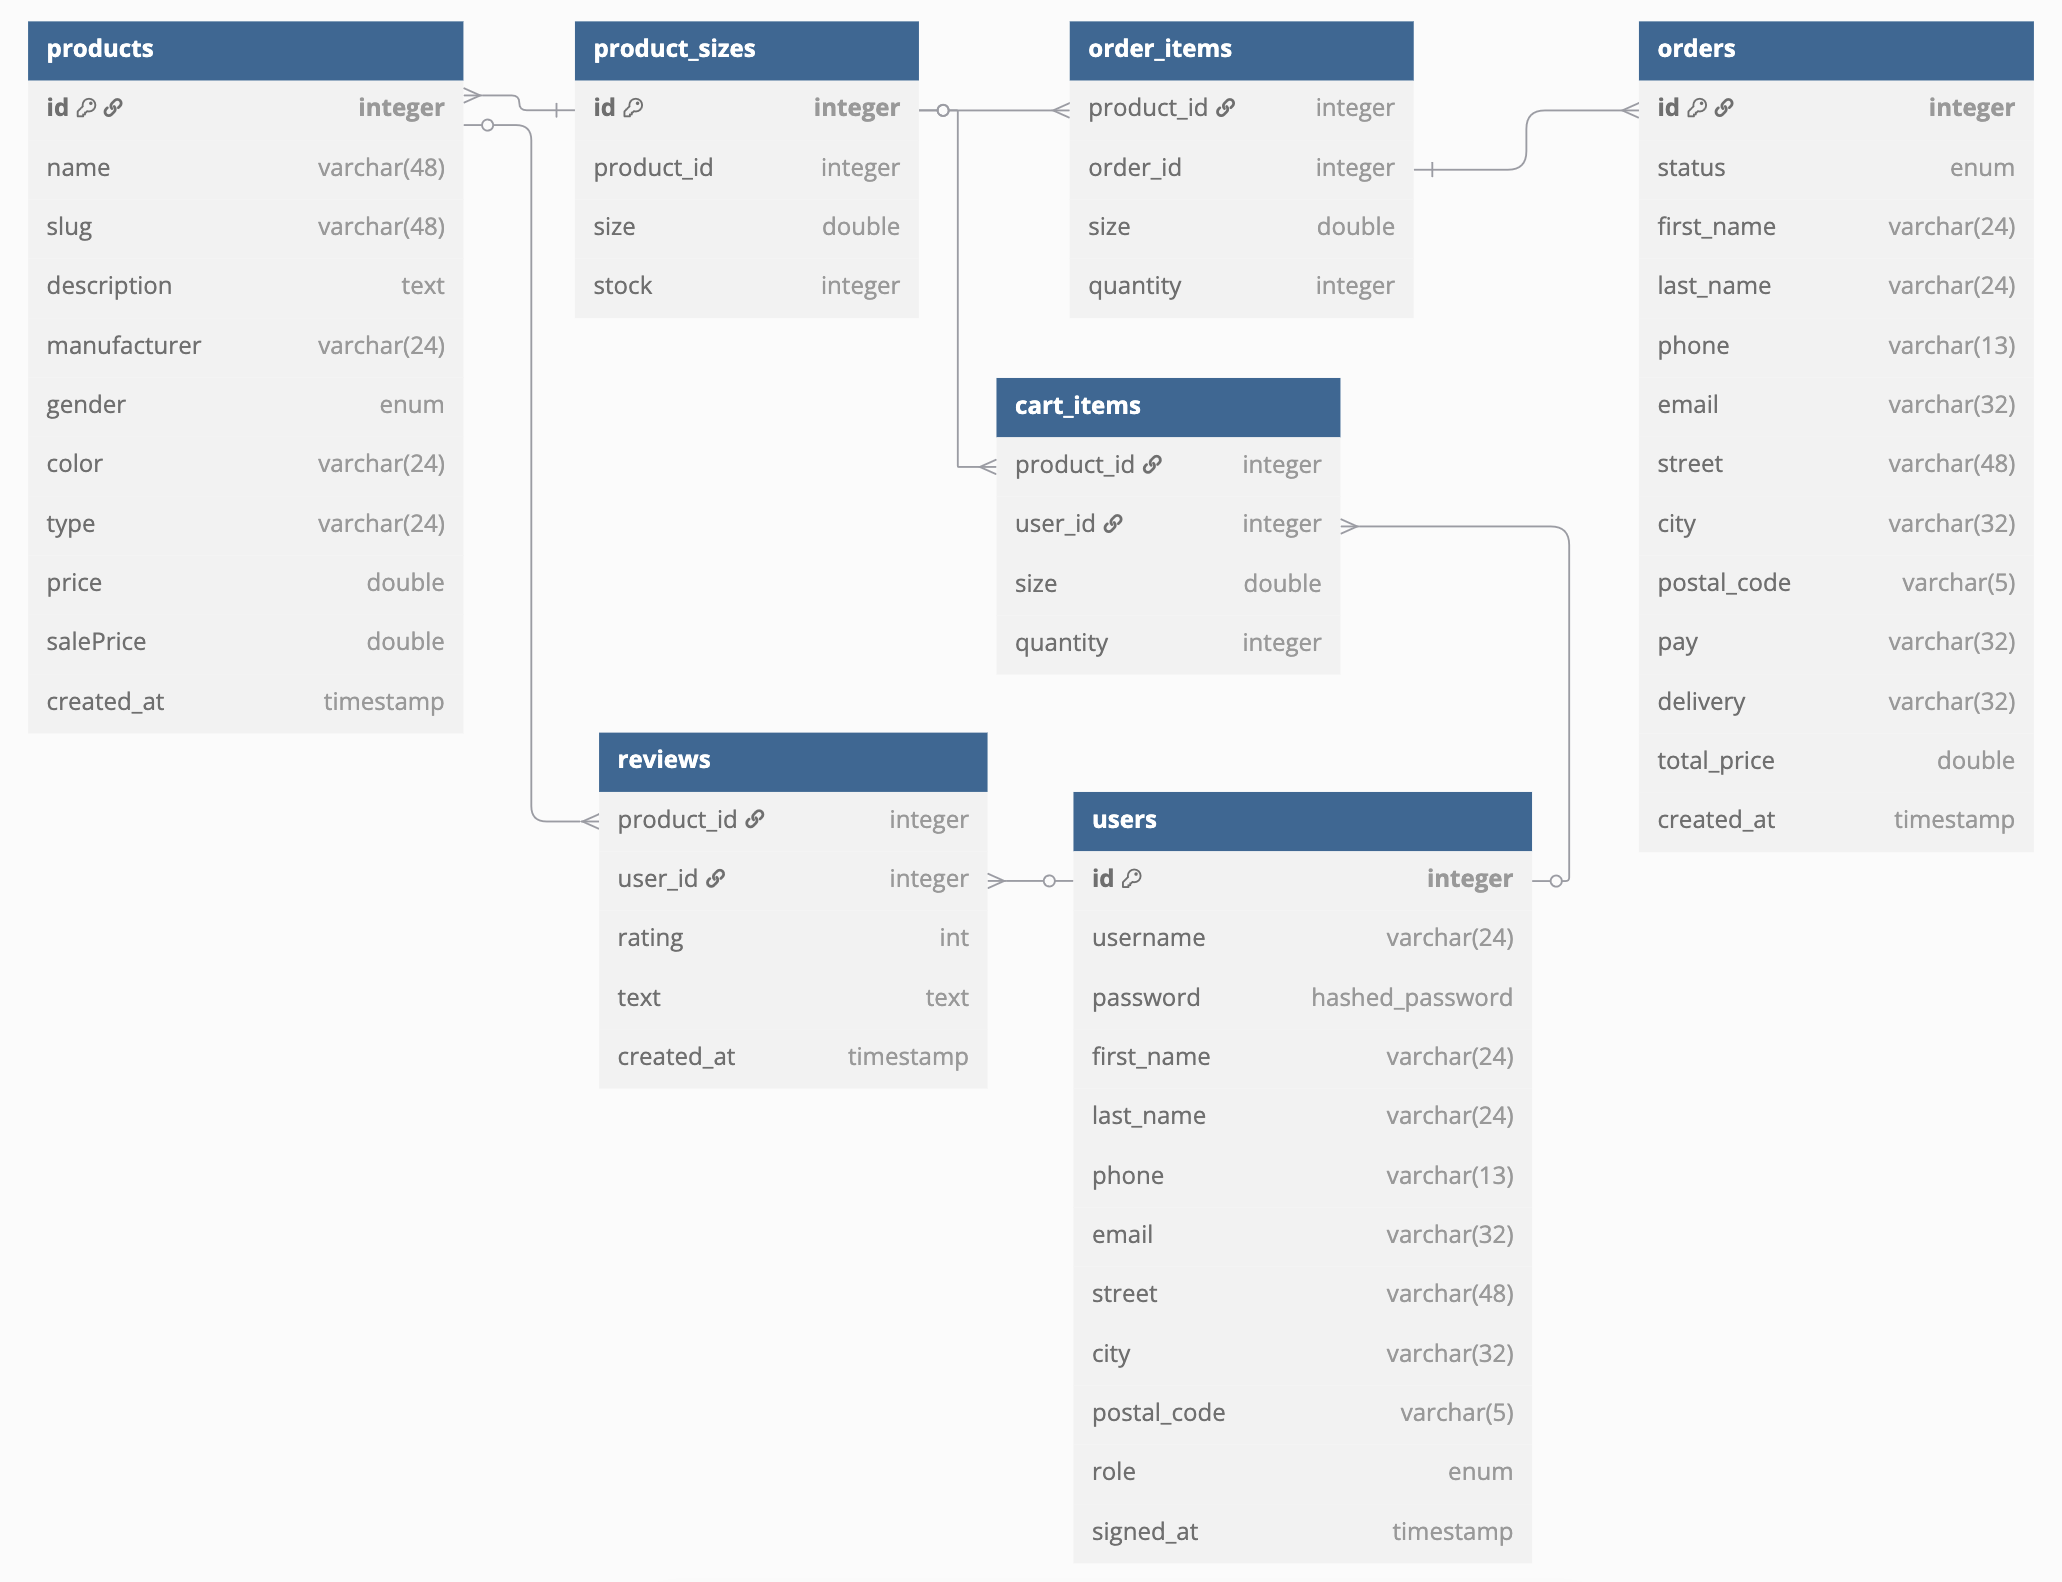 products
id integer
name varchar(48)
slug varchar(48)
description text
manufacturer varchar(24)
gender enum
color varchar(24)
type varchar(24)
price double
salePrice double
created_at timestamp
product_sizes
id integer
product_id integer
size double
stock integer
order_items
product_id integer
order_id integer
size double
quantity integer
orders
id integer
status enum
first_name varchar(24)
last_name varchar(24)
phone varchar(13)
email varchar(32)
street varchar(48)
city varchar(32)
postal_code varchar(5)
pay varchar(32)
delivery varchar(32)
total_price double
created_at timestamp
cart_items
product_id integer
user_id integer
size double
quantity integer
reviews
product_id integer
user_id integer
rating int
text text
created_at timestamp
users
id integer
username varchar(24)
password hashed_password
first_name varchar(24)
last_name varchar(24)
phone varchar(13)
email varchar(32)
street varchar(48)
city varchar(32)
postal_code varchar(5)
role enum
signed_at timestamp